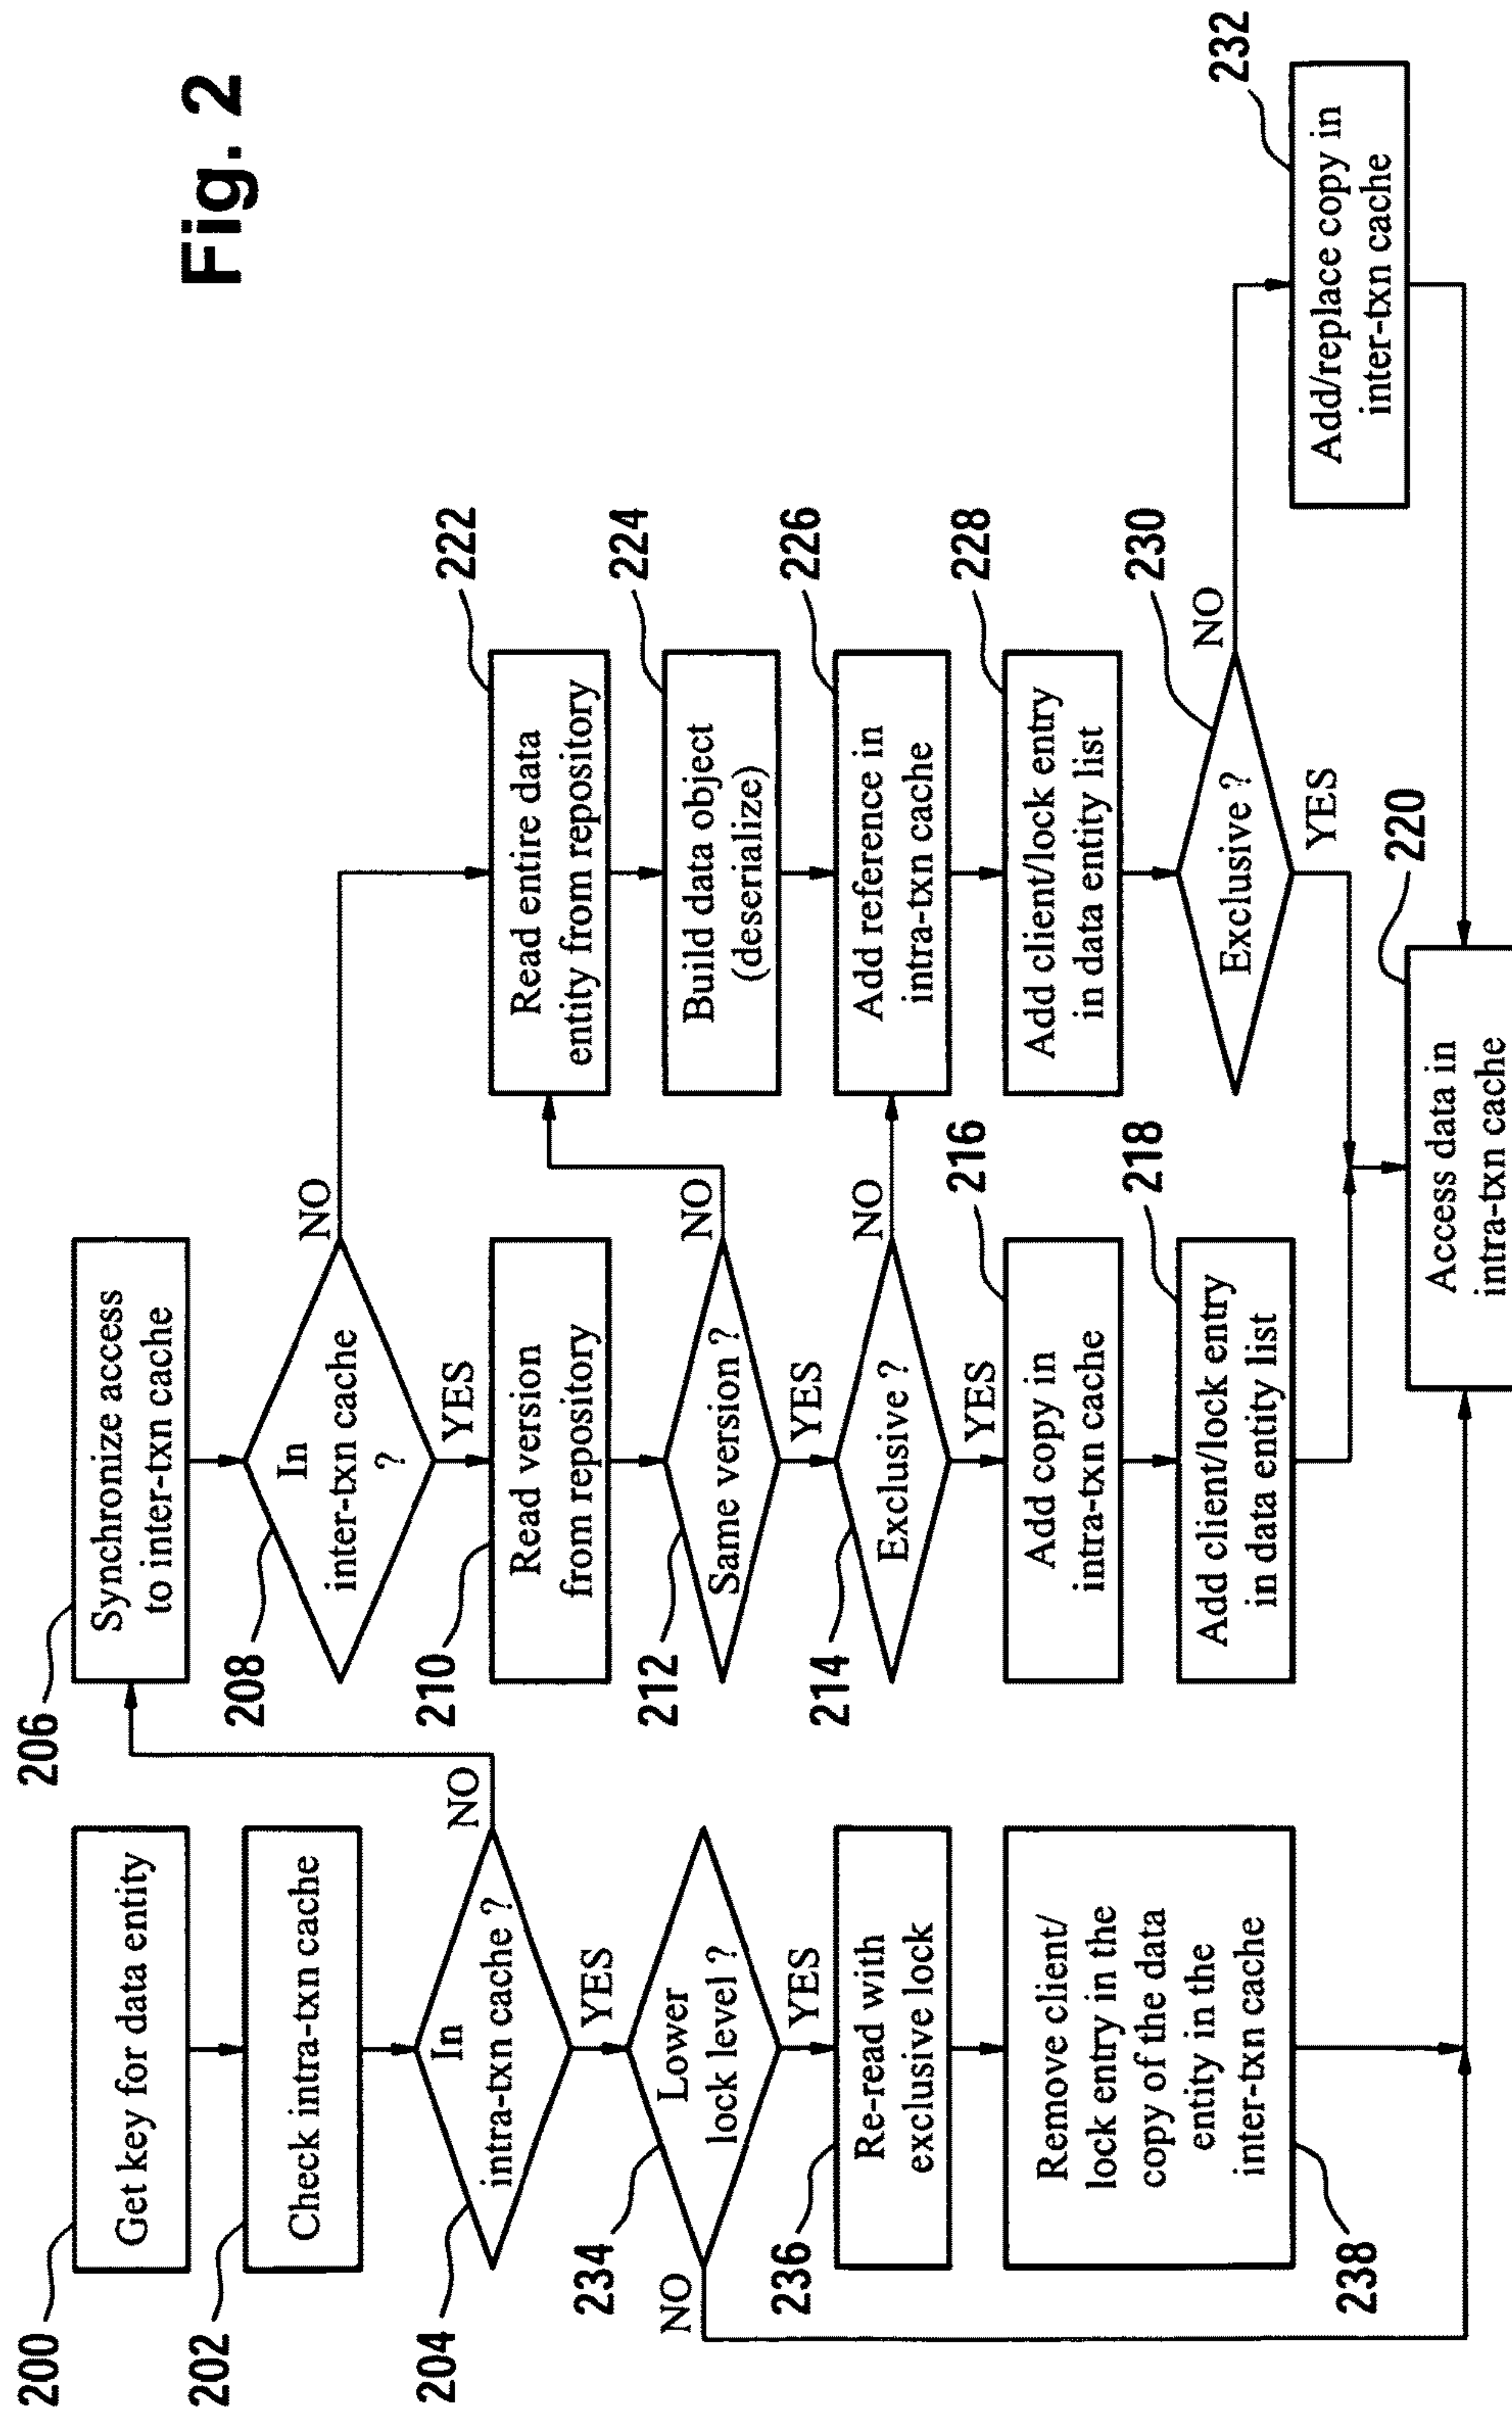 Fig. 2
200
Get key for data entity
202
Check intra-txn cache
204
In
intra-txn cache ?
NO
YES
234
Lower
lock level ?
NO
YES
236
Re-read with
exclusive lock
238
Remove client/
lock entry in the
copy of the data
entity in the
inter-txn cache
206
Synchronize access
to inter-txn cache
208
In
inter-txn cache
?
NO
YES
210
Read version
from repository
212
Same version ?
NO
YES
214
Exclusive ?
NO
YES
216
Add copy in
intra-txn cache
218
Add client/lock entry
in data entity list
222
Read entire data
entity from repository
224
Build data object
(deserialize)
226
Add reference in
intra-txn cache
228
Add client/lock entry
in data entity list
230
Exclusive ?
NO
YES
232
Add/replace copy in
inter-txn cache
220
Access data in
intra-txn cache